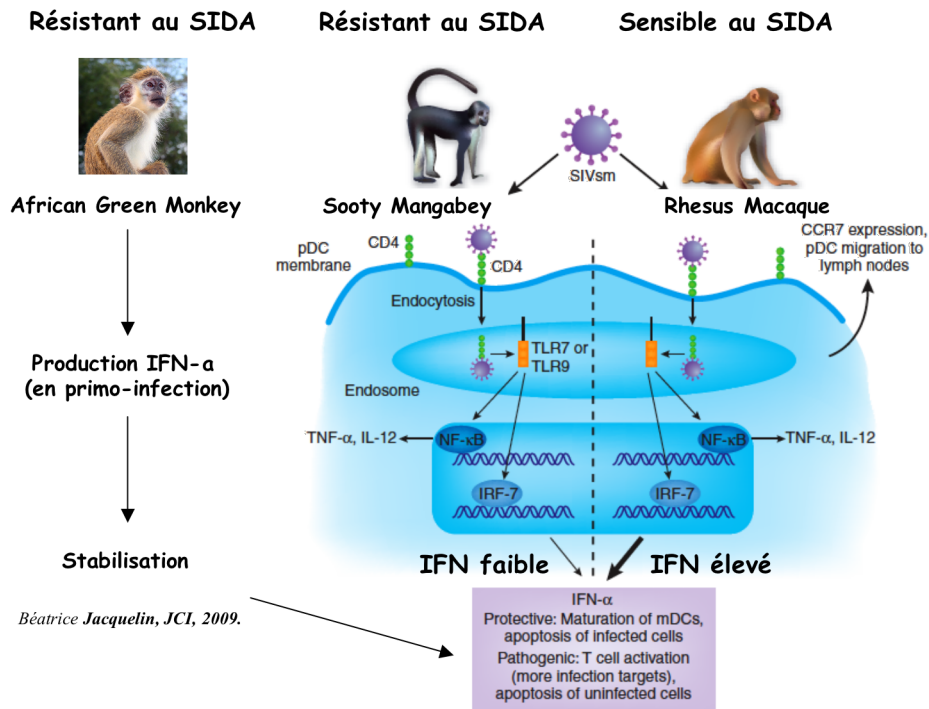 Résistant au SIDA
Résistant au SIDA
Sensible au SIDA
SIVsm
African Green Monkey
Sooty Mangabey
Rhesus Macaque
CCR7 expression,
pDC migration to
lymph nodes
pDC
membrane
CD4
CD4
Endocytosis
TLR7 or
TLR9
Endosome
Production IFN-a
(en primo-infection)
TNF-α, IL-12
NF-κB
NF-κB
TNF-α, IL-12
IRF-7
IRF-7
Stabilisation
IFN faible
IFN élevé
Béatrice Jacquelin, JCI, 2009.
IFN-α
Protective: Maturation of mDCs,
apoptosis of infected cells
Pathogenic: T cell activation
(more infection targets),
apoptosis of uninfected cells